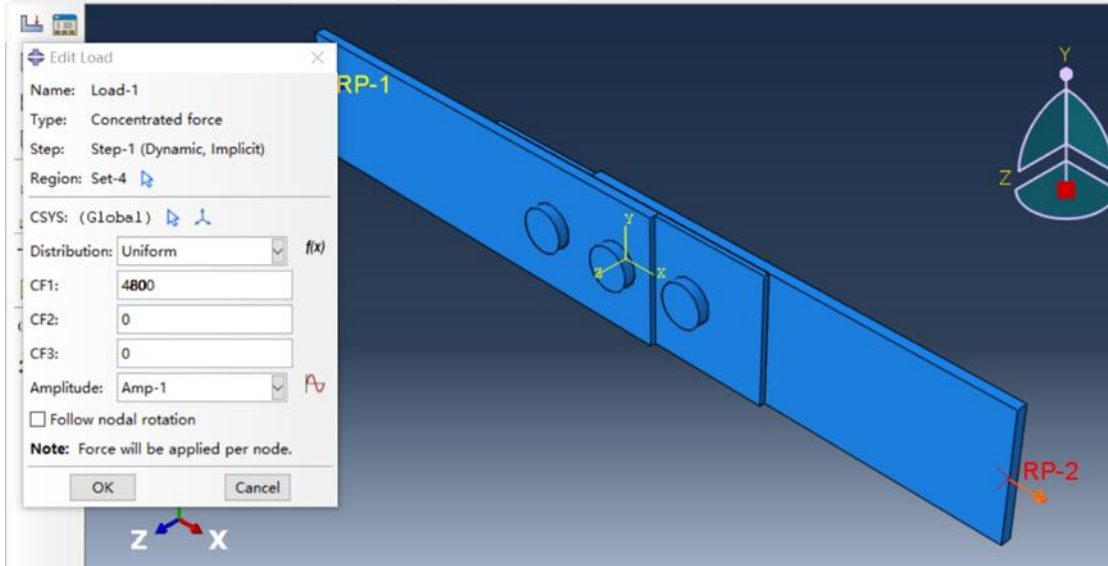 Edit Load
Name: Load-1
Type: Concentrated force
Step: Step-1 (Dynamic, Implicit)
Region: Set-4
CSYS: (Global)
Distribution: Uniform f(x)
CF1: 4800
CF2: 0
CF3: 0
Amplitude: Amp-1
Follow nodal rotation
Note: Force will be applied per node.
OK Cancel
RP-1
Y
Z X
RP-2
Y
Z
Z X